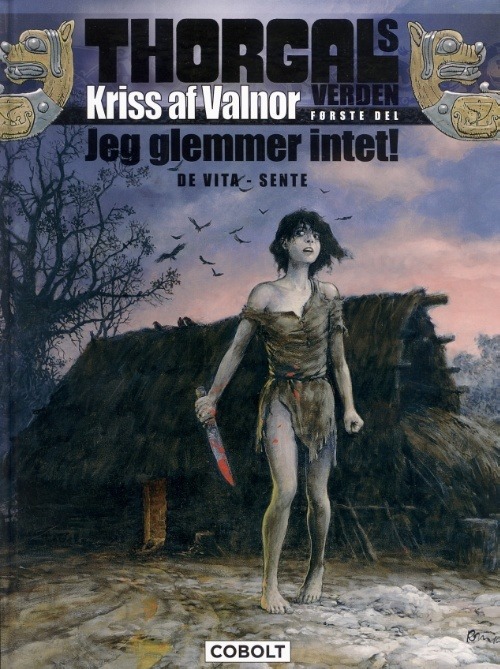 THORGALS
VERDEN
Kriss af Valnor
FØRSTE DEL
Jeg glemmer intet!
DE VITA - SENTE
COBOLT